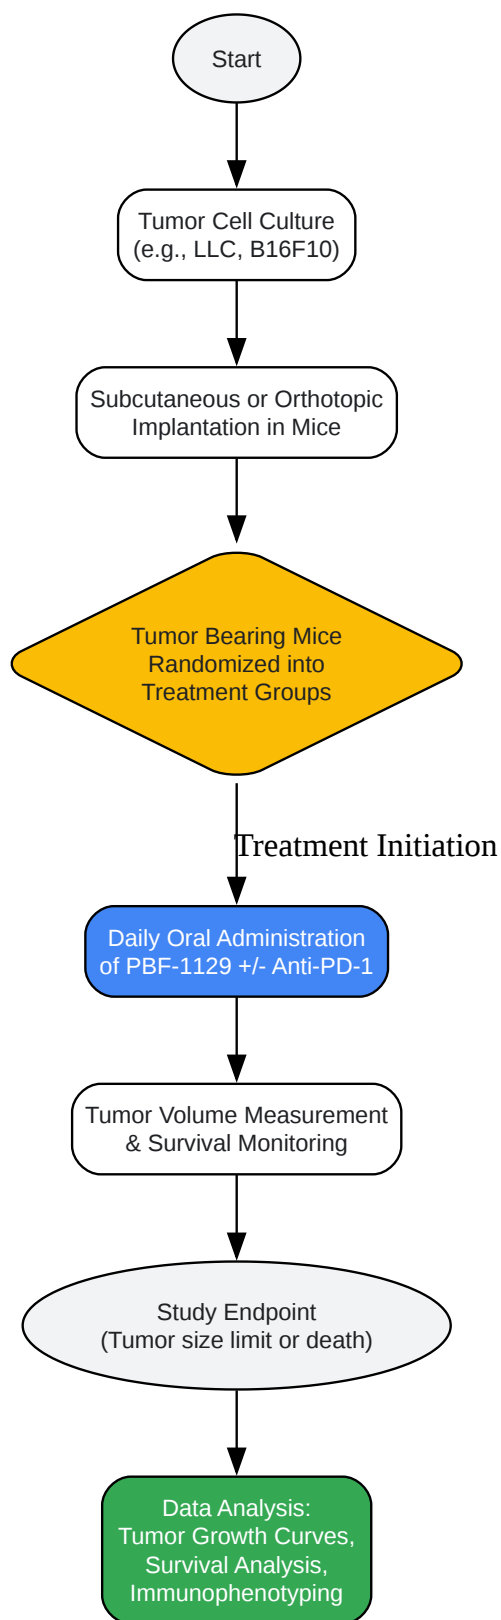 Start
Tumor Cell Culture
(e.g., LLC, B16F10)
Subcutaneous or Orthotopic
Implantation in Mice
Tumor Bearing Mice
Randomized into
Treatment Groups
Treatment Initiation
Daily Oral Administration
of PBF-1129 +/- Anti-PD-1
Tumor Volume Measurement
& Survival Monitoring
Study Endpoint
(Tumor size limit or death)
Data Analysis:
Tumor Growth Curves,
Survival Analysis,
Immunophenotyping